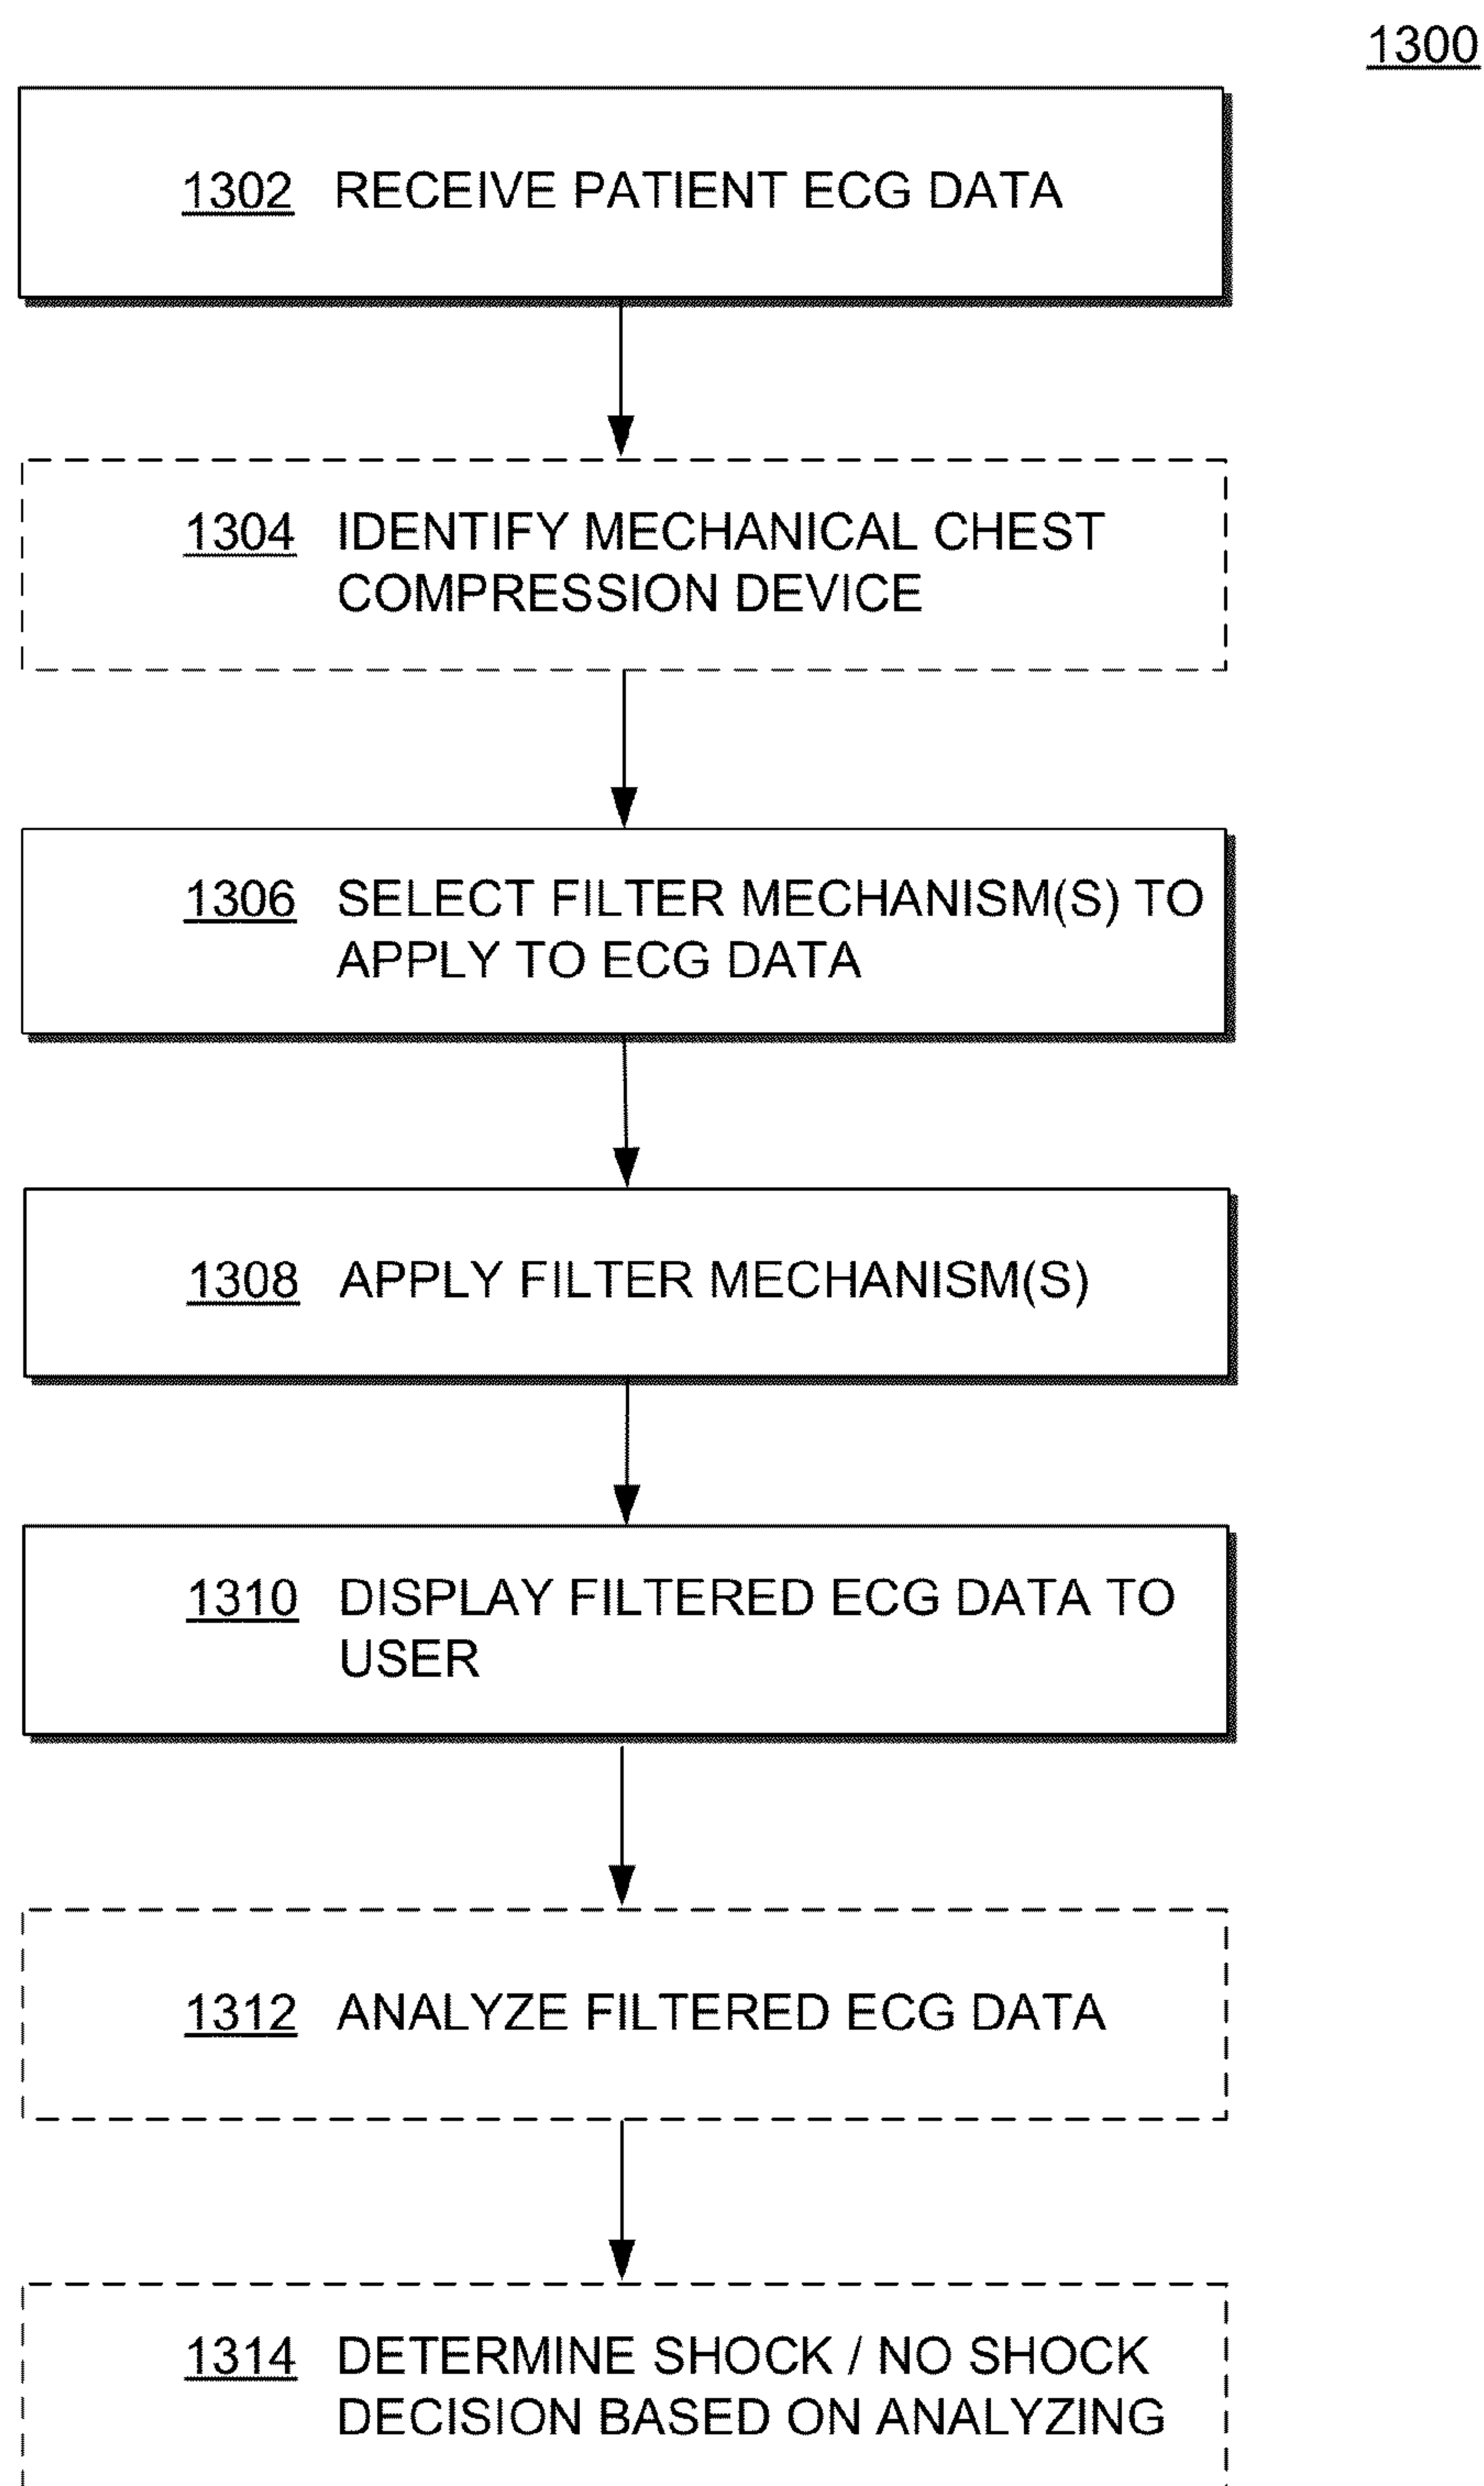 1300
1302 RECEIVE PATIENT ECG DATA
1304 IDENTIFY MECHANICAL CHEST
COMPRESSION DEVICE
1306 SELECT FILTER MECHANISM(S) TO
APPLY TO ECG DATA
1308 APPLY FILTER MECHANISM(S)
1310 DISPLAY FILTERED ECG DATA TO
USER
1312 ANALYZE FILTERED ECG DATA
1314 DETERMINE SHOCK / NO SHOCK
DECISION BASED ON ANALYZING